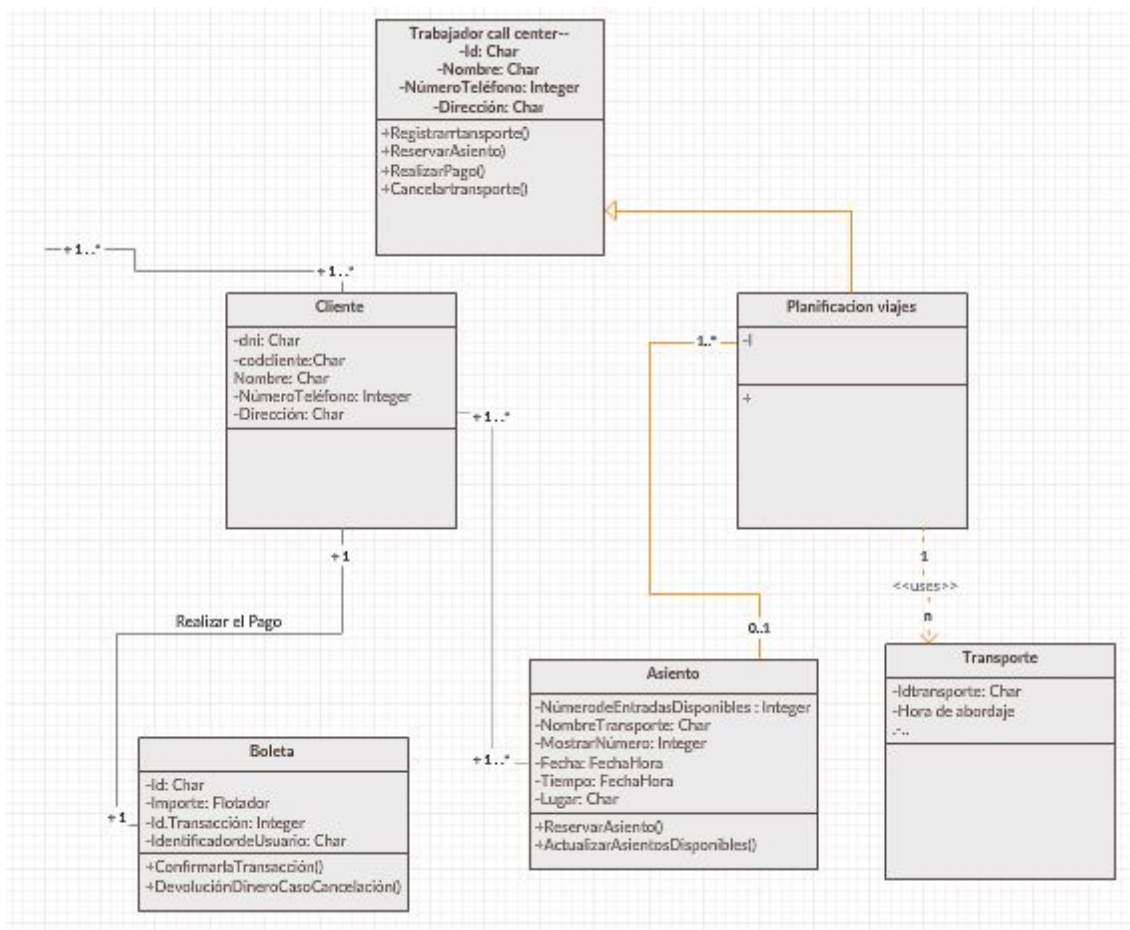 Trabajador call center--
-Id: Char
-Nombre: Char
-NúmeroTeléfono: Integer
-Dirección: Char
+Registrarrtansporte()
+ReservarAsiento)
+RealizarPago()
+Cancelartransporte()
+1..*
+1..*
Cliente
-dni: Char
-codcliente:Char
Nombre: Char
-NúmeroTeléfono: Integer
-Dirección: Char
+1..*
+1
Planificacion viajes
1..*
-I
+
1
<<uses>>
n
0..1
Realizar el Pago
Transporte
-Idtransporte: Char
-Hora de abordaje
-..
Asiento
-NúmerodeEntradasDisponibles : Integer
-NombreTransporte: Char
-MostrarNúmero: Integer
-Fecha: FechaHora
-Tiempo: FechaHora
-Lugar: Char
+ReservarAsiento()
+ActualizarAsientosDisponibles()
+1..*
Boleta
-Id: Char
-Importe: Flotador
-Id.Transacción: Integer
-IdentificadordeUsuario: Char
+ConfirmarlaTransacción()
+DevoluciónDineroCasoCancelación()
+1